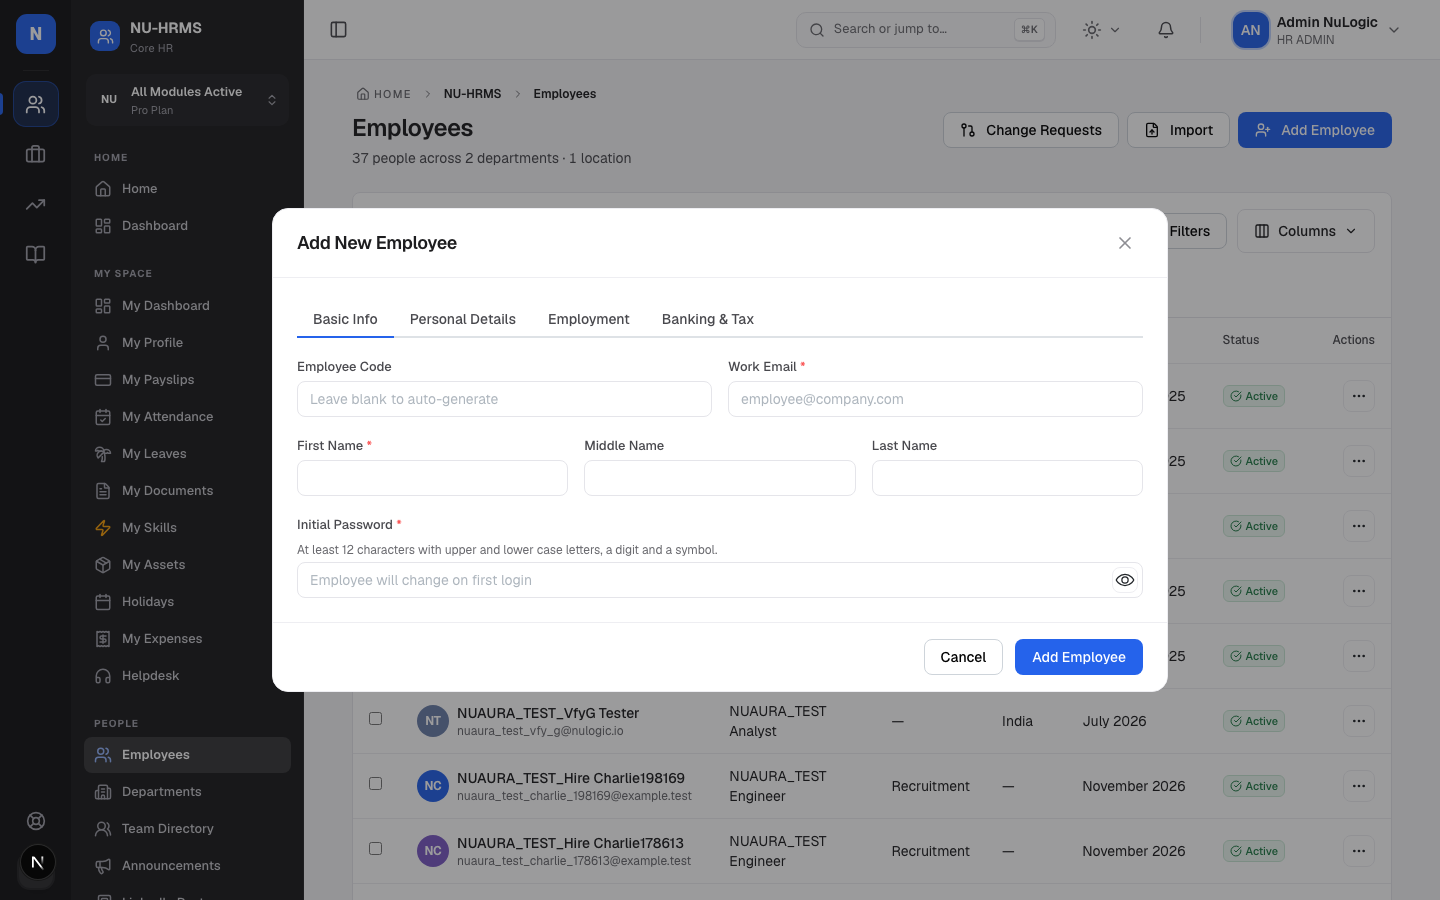 N
NU-HRMS
Core HR
NU
All Modules Active
Pro Plan
HOME
Home
Dashboard
MY SPACE
My Dashboard
My Profile
My Payslips
My Attendance
My Leaves
My Documents
My Skills
My Assets
Holidays
My Expenses
Helpdesk
PEOPLE
Employees
Departments
Team Directory
Announcements
N
Search or jump to...
⌘K
AN
Admin NuLogic
HR ADMIN
HOME > NU-HRMS > Employees
Employees
37 people across 2 departments · 1 location
Change Requests
Import
Add Employee
Filters
Columns
Status
Actions
25
Active
25
Active
Active
25
Active
25
Active
NT
NUAURA_TEST_VfyG Tester
nuaura_test_vfy_g@nulogic.io
NUAURA_TEST
Analyst
—
India
July 2026
Active
NC
NUAURA_TEST_Hire Charlie198169
nuaura_test_charlie_198169@example.test
NUAURA_TEST
Engineer
Recruitment
—
November 2026
Active
NC
NUAURA_TEST_Hire Charlie178613
nuaura_test_charlie_178613@example.test
NUAURA_TEST
Engineer
Recruitment
—
November 2026
Active
Add New Employee
Basic Info
Personal Details
Employment
Banking & Tax
Employee Code
Leave blank to auto-generate
Work Email *
employee@company.com
First Name *
Middle Name
Last Name
Initial Password *
At least 12 characters with upper and lower case letters, a digit and a symbol.
Employee will change on first login
Cancel
Add Employee